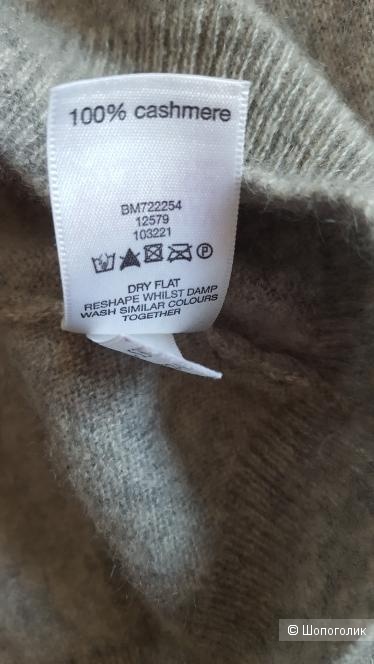 100% cashmere
BM722254
12579
103221
DRY FLAT
RESHAPE WHILST DAMP
WASH SIMILAR COLOURS
TOGETHER
© Шопоголик